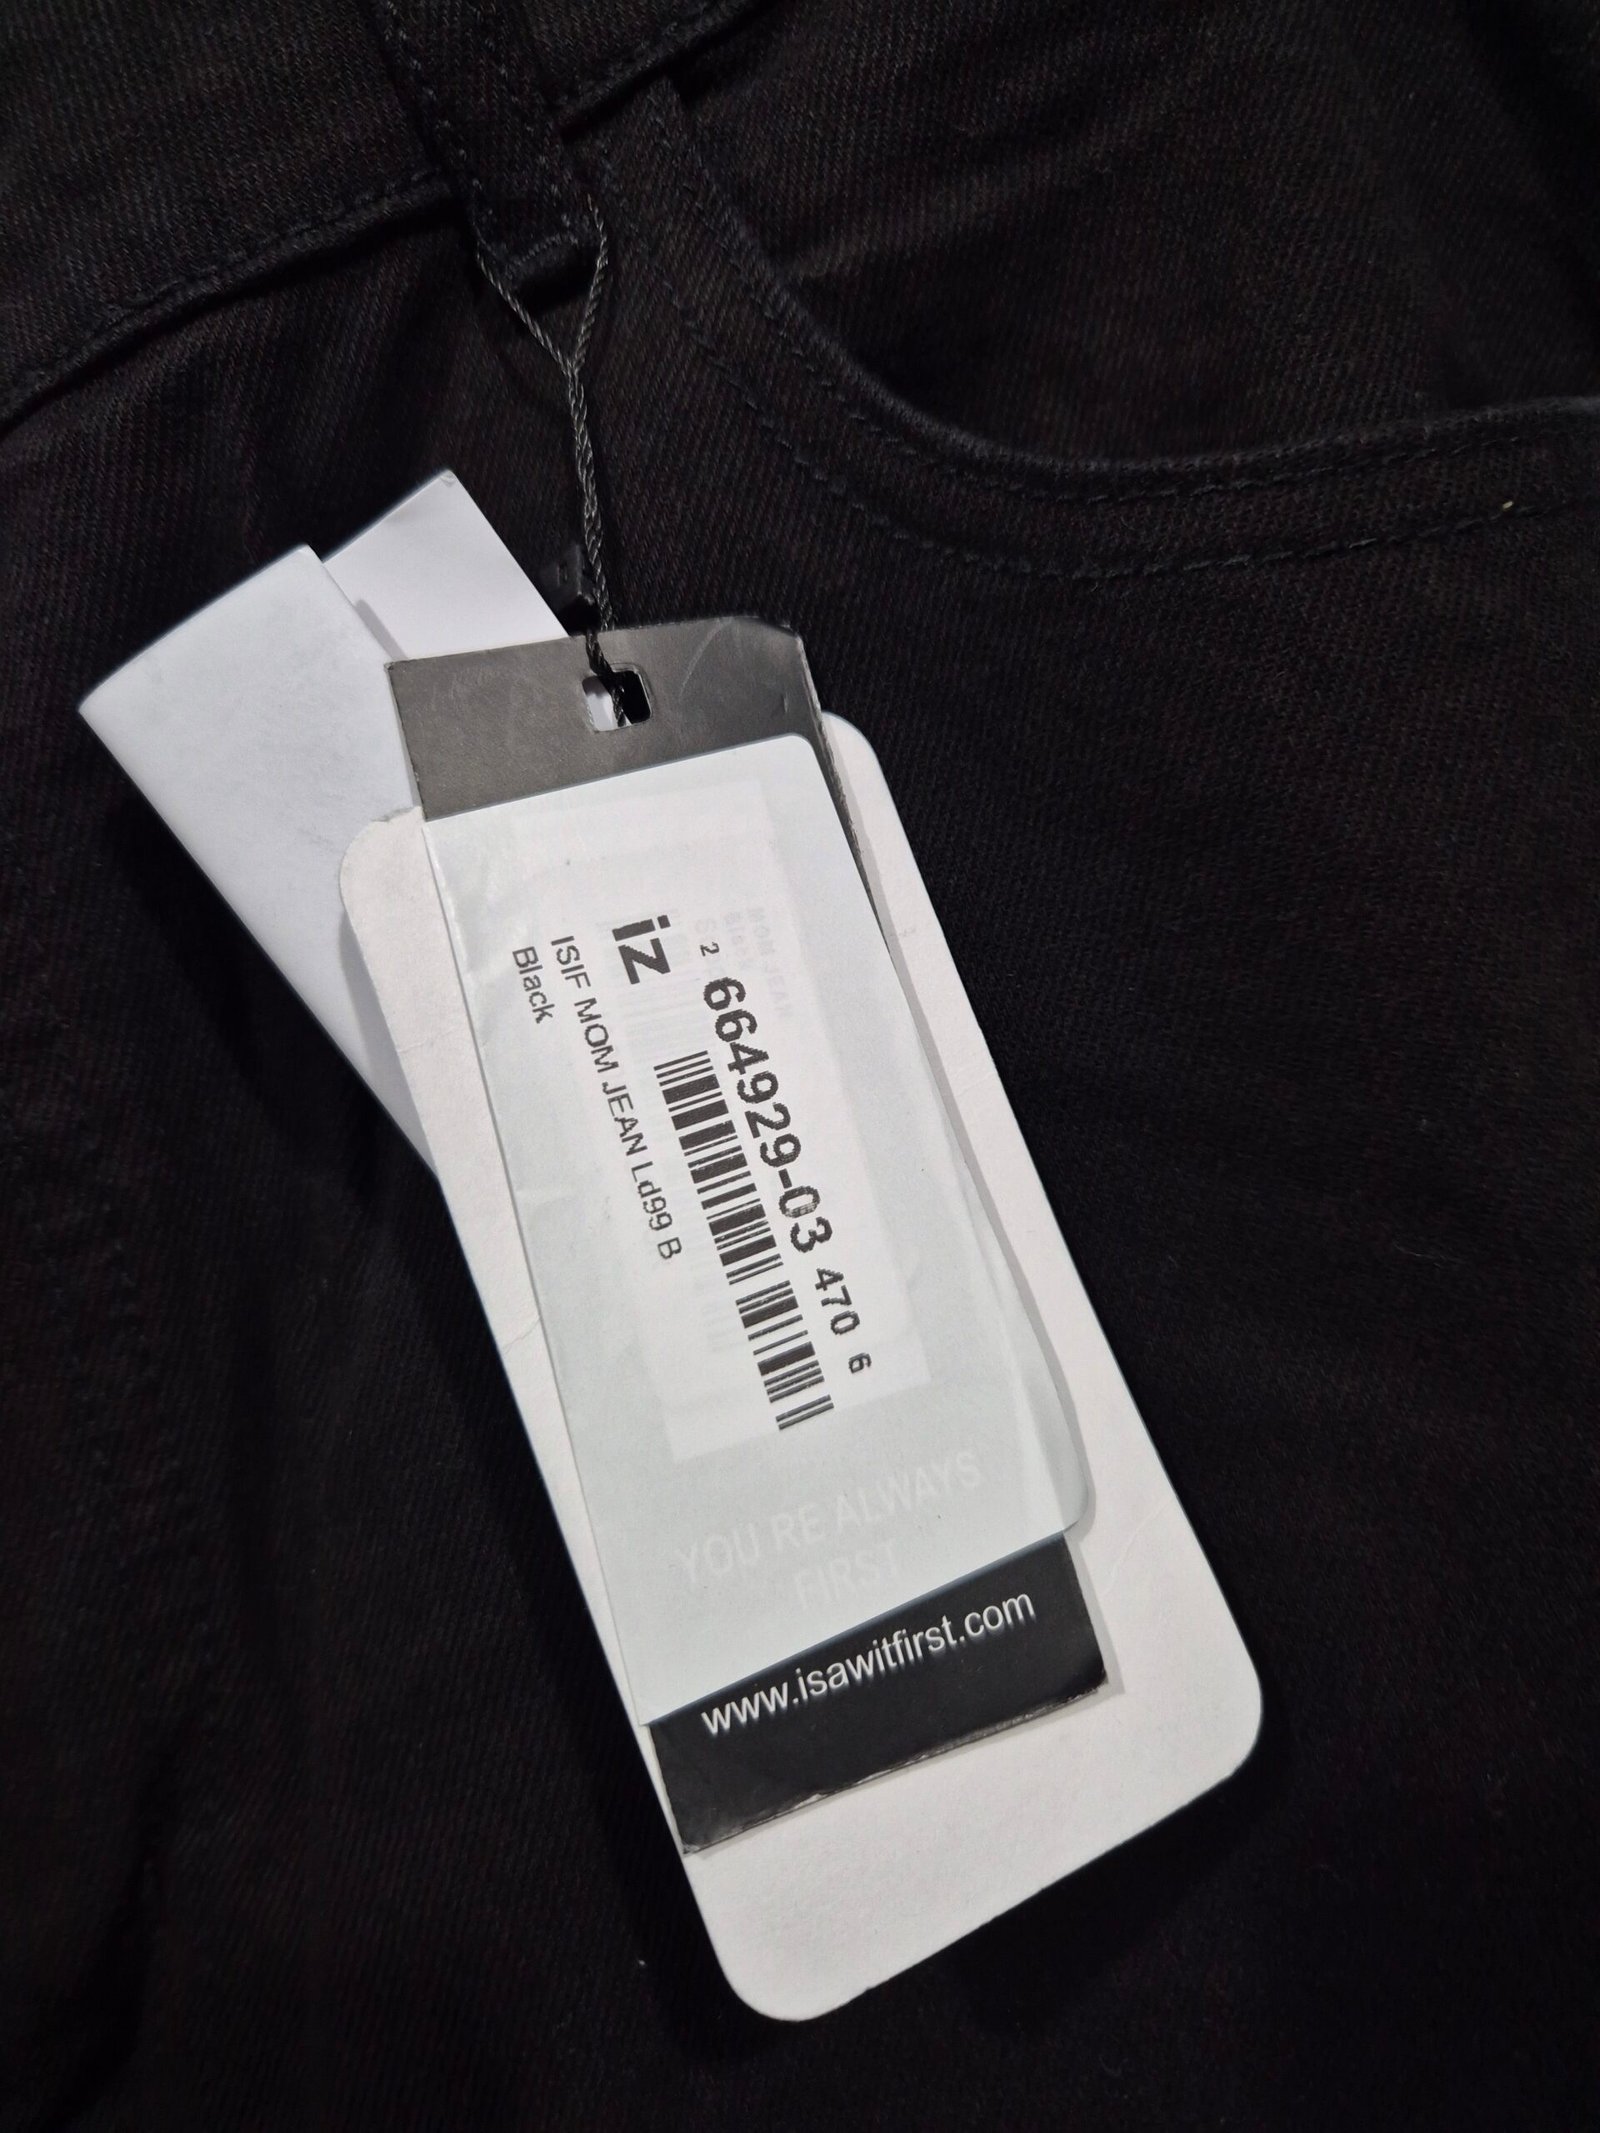 2 664929-03 470 6
iz
ISIF MOM JEAN Ld99 B
Black
YOU'RE ALWAYS
FIRST
www.isawitfirst.com